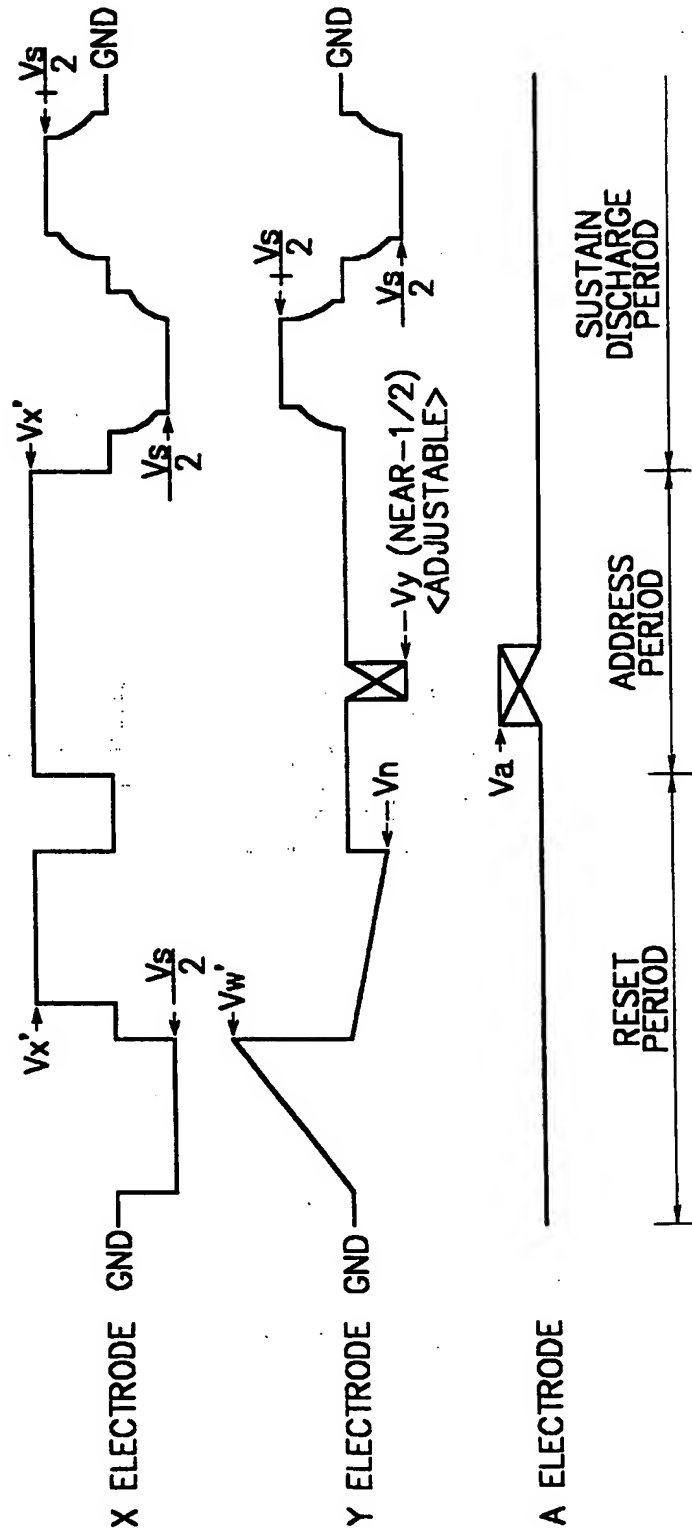 X ELECTRODE GND
Vx'
Vs
2
Vx'
Vs
2
+ Vs
2
GND
Y ELECTRODE GND
Vw'
Vn
Vy (NEAR-1/2)
<ADJUSTABLE>
+ Vs
2
Vs
2
GND
A ELECTRODE
Va
RESET
PERIOD
ADDRESS
PERIOD
SUSTAIN
DISCHARGE
PERIOD